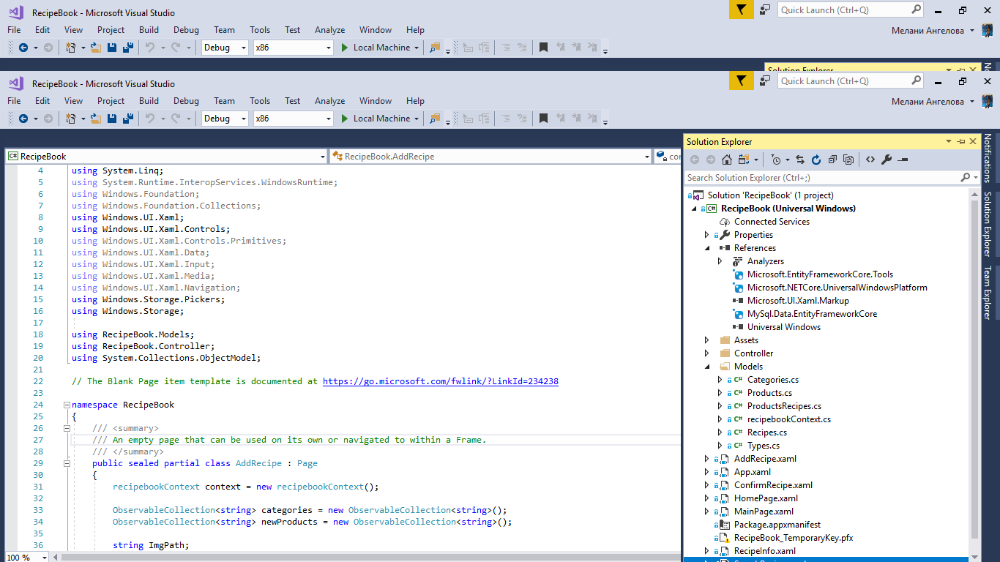 RecipeBook - Microsoft Visual Studio
Quick Launch (Ctrl+Q)
File Edit View Project Build Debug Team Tools Test Analyze Window Help
Мелани Ангелова
Debug x86 Local Machine
Solution Explorer
RecipeBook - Microsoft Visual Studio
Quick Launch (Ctrl+Q)
File Edit View Project Build Debug Team Tools Test Analyze Window Help
Мелани Ангелова
Debug x86 Local Machine
RecipeBook RecipeBook.AddRecipe
4 using System.Linq;
5 using System.Runtime.InteropServices.WindowsRuntime;
6 using Windows.Foundation;
7 using Windows.Foundation.Collections;
8 using Windows.UI.Xaml;
9 using Windows.UI.Xaml.Controls;
10 using Windows.UI.Xaml.Controls.Primitives;
11 using Windows.UI.Xaml.Data;
12 using Windows.UI.Xaml.Input;
13 using Windows.UI.Xaml.Media;
14 using Windows.UI.Xaml.Navigation;
15 using Windows.Storage.Pickers;
16 using Windows.Storage;
17
18 using RecipeBook.Models;
19 using RecipeBook.Controller;
20 using System.Collections.ObjectModel;
21
22 // The Blank Page item template is documented at https://go.microsoft.com/fwlink/?LinkId=234238
23
24 namespace RecipeBook
25 {
26 /// <summary>
27 /// An empty page that can be used on its own or navigated to within a Frame.
28 /// </summary>
29 public sealed partial class AddRecipe : Page
30 {
31 recipebookContext context = new recipebookContext();
32
33 ObservableCollection<string> categories = new ObservableCollection<string>();
34 ObservableCollection<string> newProducts = new ObservableCollection<string>();
35
36 string ImgPath;
100 %
Solution Explorer
Search Solution Explorer (Ctrl+;)
Solution 'RecipeBook' (1 project)
C# RecipeBook (Universal Windows)
Connected Services
Properties
References
Analyzers
Microsoft.EntityFrameworkCore.Tools
Microsoft.NETCore.UniversalWindowsPlatform
Microsoft.UI.Xaml.Markup
MySql.Data.EntityFrameworkCore
Universal Windows
Assets
Controller
Models
C# Categories.cs
C# Products.cs
C# ProductsRecipes.cs
C# recipebookContext.cs
C# Recipes.cs
C# Types.cs
AddRecipe.xaml
App.xaml
ConfirmRecipe.xaml
HomePage.xaml
MainPage.xaml
Package.appxmanifest
RecipeBook_TemporaryKey.pfx
RecipeInfo.xaml
Notifications
Solution Explorer
Team Explorer